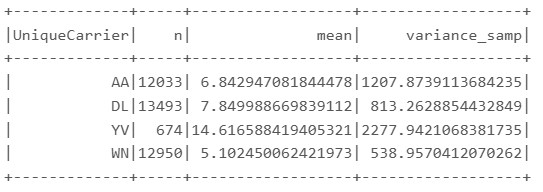 +-------------+-----+-----------------+------------------+
|UniqueCarrier|    n|             mean|     variance_samp|
+-------------+-----+-----------------+------------------+
|           AA|12033| 6.842947081844478|1207.8739113684235|
|           DL|13493| 7.849988669839112| 813.2628854432849|
|           YV|  674|14.616588419405321|2277.9421068381735|
|           WN|12950| 5.102450062421973| 538.9570412070262|
+-------------+-----+-----------------+------------------+